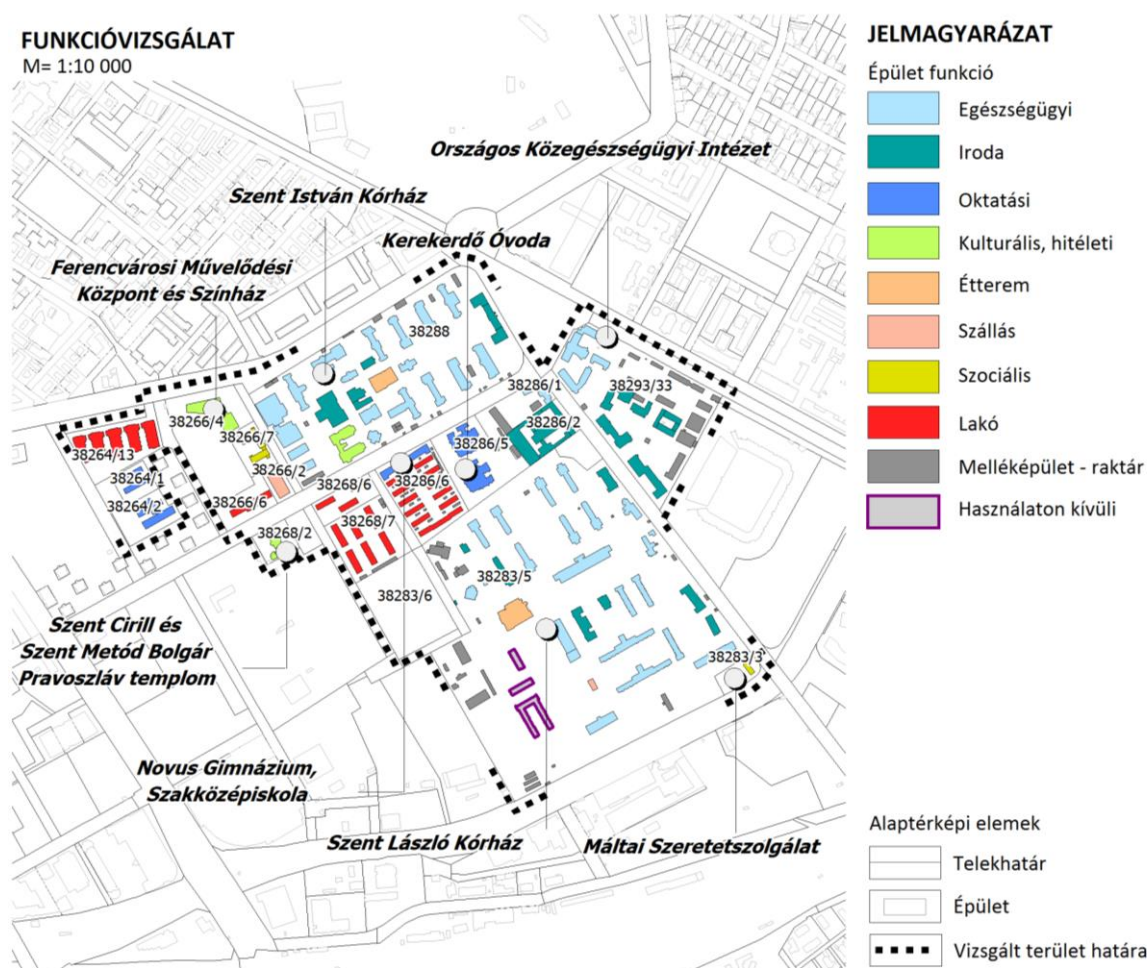 FUNKCIÓVIZSGÁLAT
M= 1:10 000
Országos Közegészségügyi Intézet
Szent István Kórház
Kerekerdő Óvoda
Ferencvárosi Művelődési
Központ és Színház
38288
38286/1
38293/33
38266/4
38286/2
38266/7
38264/13
38286/5
38266/2
38264/1
38268/6
38286/6
38264/2
38266/6
38268/7
38268/2
38283/5
38283/6
Szent Cirill és
Szent Metód Bolgár
Pravoszláv templom
38283/3
Novus Gimnázium,
Szakközépiskola
Szent László Kórház
Máltai Szeretetszolgálat
JELMAGYARÁZAT
Épület funkció
Egészségügyi
Iroda
Oktatási
Kulturális, hitéleti
Étterem
Szállás
Szociális
Lakó
Melléképület - raktár
Használaton kívüli
Alaptérképi elemek
Telekhatár
Épület
Vizsgált terület határa